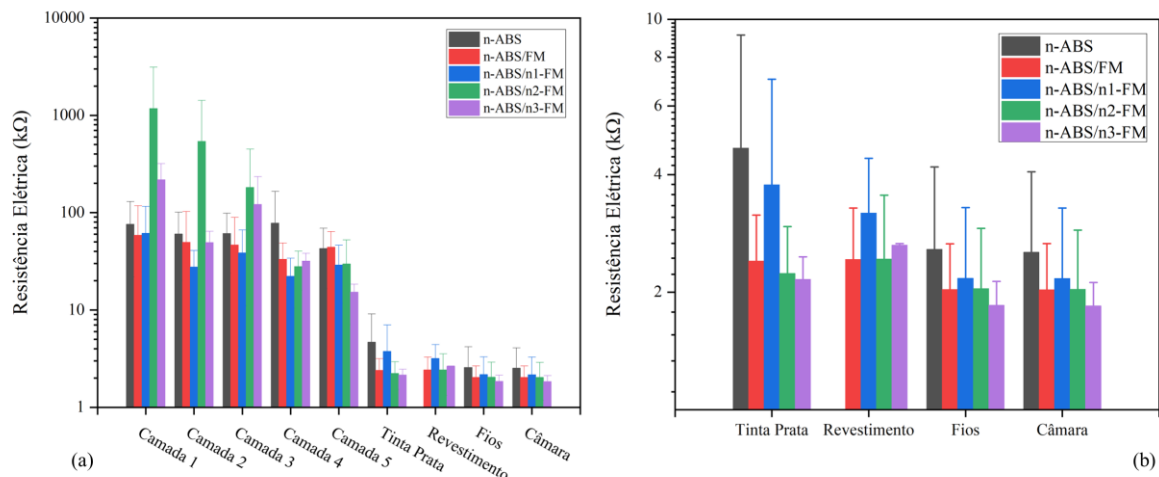 10000
1000
100
10
1
Resistência Elétrica (kΩ)
n-ABS
n-ABS/FM
n-ABS/n1-FM
n-ABS/n2-FM
n-ABS/n3-FM
Camada 1
Camada 2
Camada 3
Camada 4
Camada 5
Tinta Prata
Revestimento
Fios
Câmara
(a)
10
8
6
4
2
Resistência Elétrica (kΩ)
n-ABS
n-ABS/FM
n-ABS/n1-FM
n-ABS/n2-FM
n-ABS/n3-FM
Tinta Prata
Revestimento
Fios
Câmara
(b)